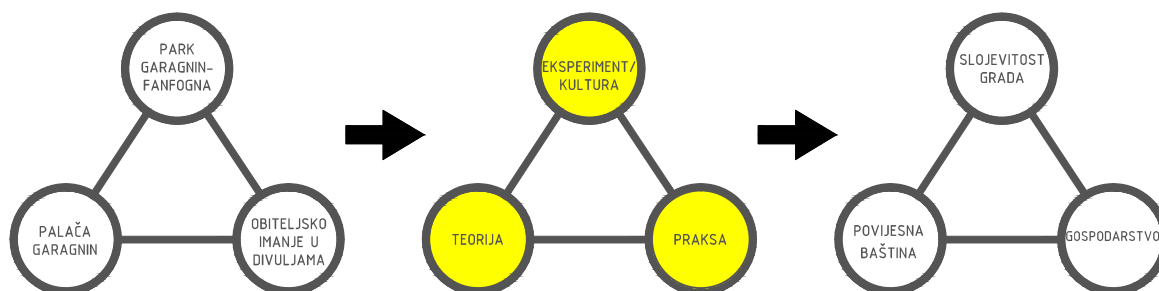 PARK
GARAGNIN-
FANFOGNA
PALAČA
GARAGNIN
OBITELJSKO
IMANJE U
DIVULJAMA
EKSPERIMENT/
KULTURA
TEORIJA
PRAKSA
SLOJEVITOST
GRADA
POVIJESNA
BAŠTINA
GOSPODARSTVO